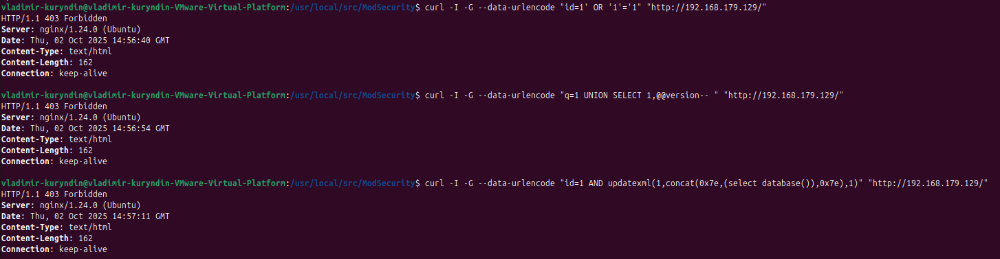 vladimir-kuryndin@vladimir-kuryndin-VMware-Virtual-Platform:/usr/local/src/ModSecurity$ curl -I -G --data-urlencode "id=1' OR '1'='1" "http://192.168.179.129/"
HTTP/1.1 403 Forbidden
Server: nginx/1.24.0 (Ubuntu)
Date: Thu, 02 Oct 2025 14:56:40 GMT
Content-Type: text/html
Content-Length: 162
Connection: keep-alive

vladimir-kuryndin@vladimir-kuryndin-VMware-Virtual-Platform:/usr/local/src/ModSecurity$ curl -I -G --data-urlencode "q=1 UNION SELECT 1,@@version-- " "http://192.168.179.129/"
HTTP/1.1 403 Forbidden
Server: nginx/1.24.0 (Ubuntu)
Date: Thu, 02 Oct 2025 14:56:54 GMT
Content-Type: text/html
Content-Length: 162
Connection: keep-alive

vladimir-kuryndin@vladimir-kuryndin-VMware-Virtual-Platform:/usr/local/src/ModSecurity$ curl -I -G --data-urlencode "id=1 AND updatexml(1,concat(0x7e,(select database()),0x7e),1)" "http://192.168.179.129/"
HTTP/1.1 403 Forbidden
Server: nginx/1.24.0 (Ubuntu)
Date: Thu, 02 Oct 2025 14:57:11 GMT
Content-Type: text/html
Content-Length: 162
Connection: keep-alive